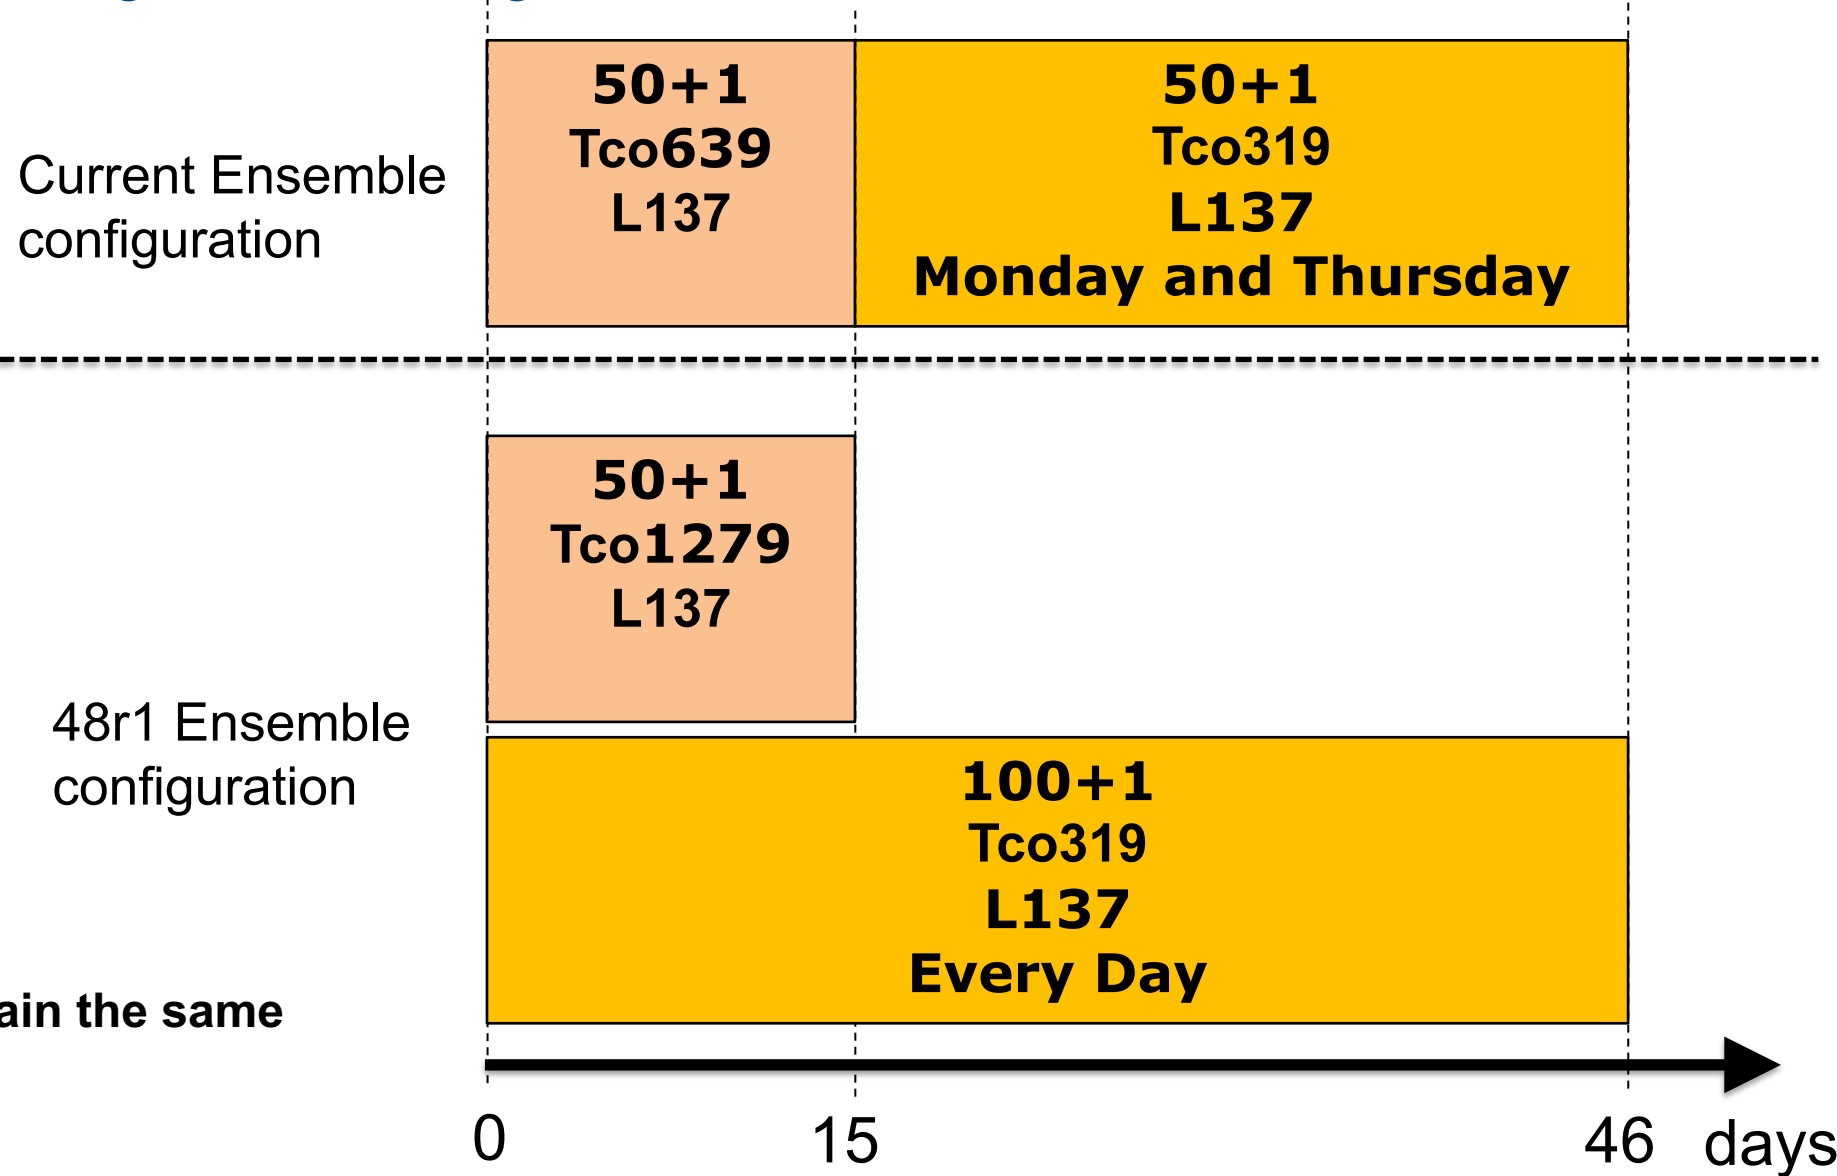 Current Ensemble
configuration
50+1
Tco639
L137
50+1
Tco319
L137
Monday and Thursday
48r1 Ensemble
configuration
50+1
Tco1279
L137
100+1
Tco319
L137
Every Day
the same
0
15
46
days